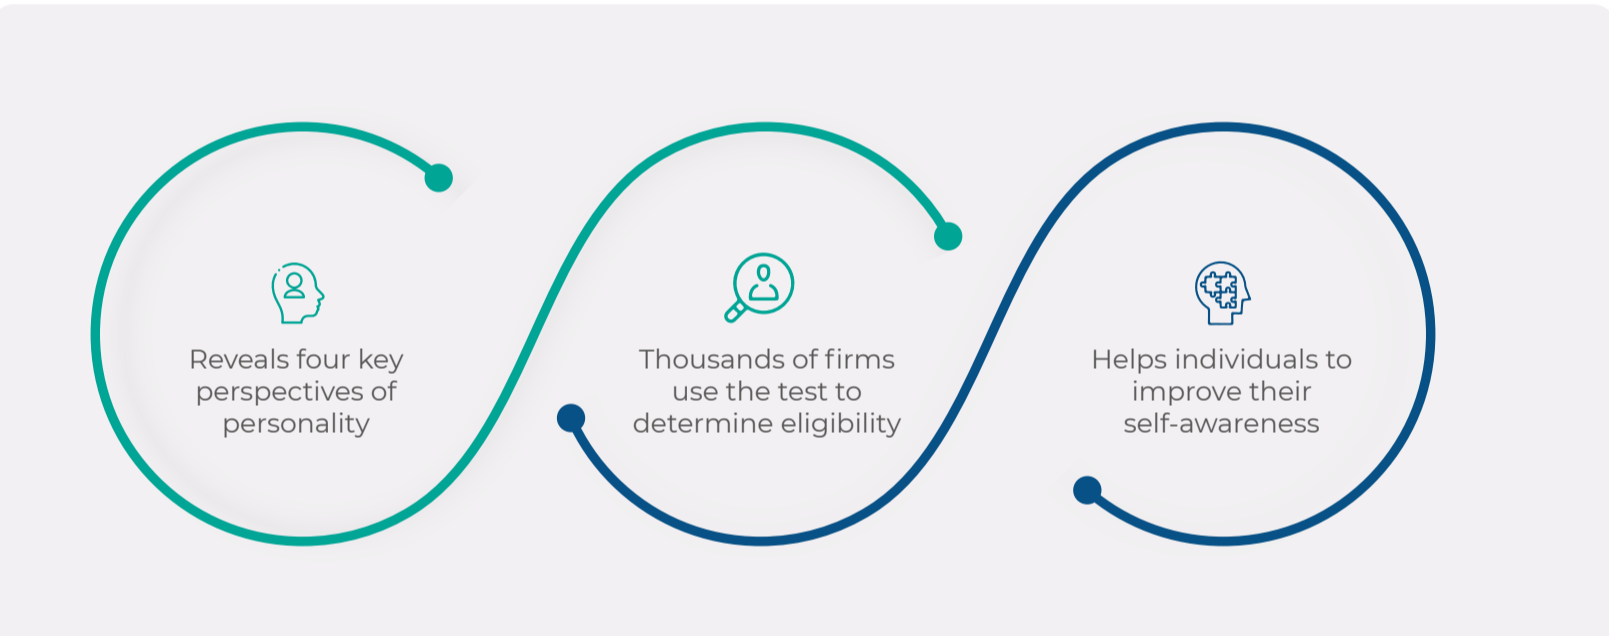 Reveals four key
perspectives of
personality
Thousands of firms
use the test to
determine eligibility
Helps individuals to
improve their
self-awareness